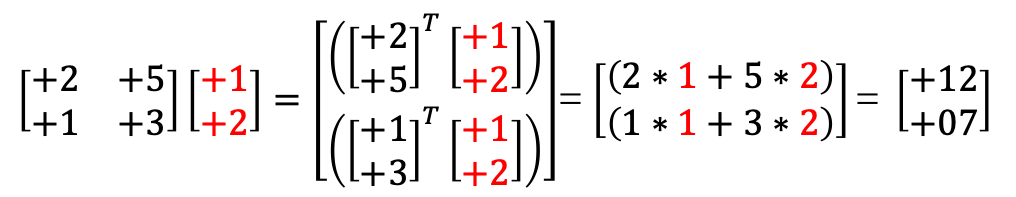 [+2 +5
+1 +3] [+1
+2] = [([+2
+5]^T [+1
+2])
([+1
+3]^T [+1
+2])] = [(2 * 1 + 5 * 2)
(1 * 1 + 3 * 2)] = [+12
+07]